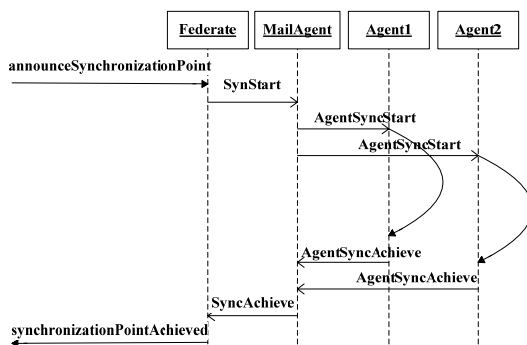 Federate
MailAgent
Agent1
Agent2
announceSynchronizationPoint
SynStart
AgentSyncStart
AgentSyncStart
AgentSyncAchieve
AgentSyncAchieve
SyncAchieve
synchronizationPointAchieved